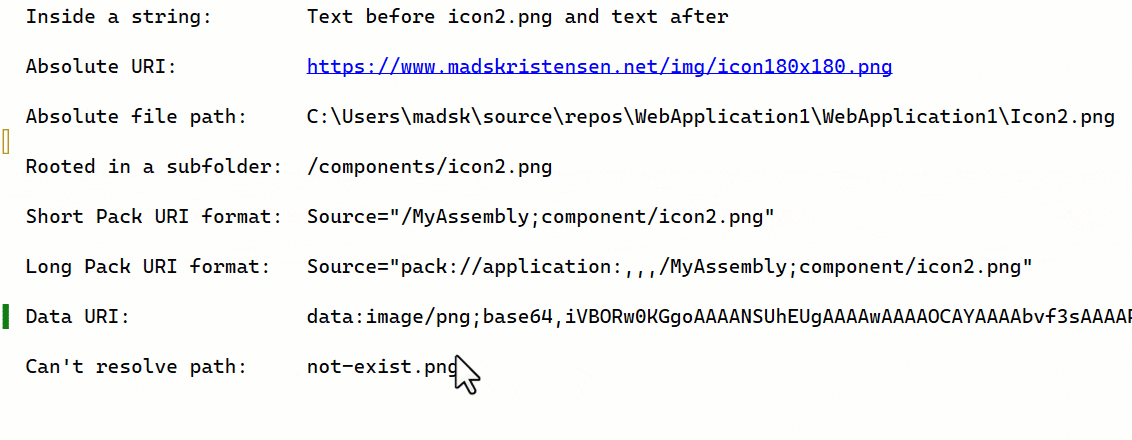 Inside a string: Text before icon2.png and text after
Absolute URI: https://www.madskristensen.net/img/icon180x180.png
Absolute file path: C:\Users\madsk\source\repos\WebApplication1\WebApplication1\Icon2.png
Rooted in a subfolder: /components/icon2.png
Short Pack URI format: Source="/MyAssembly;component/icon2.png"
Long Pack URI format: Source="pack://application:,,,/MyAssembly;component/icon2.png"
Data URI: data:image/png;base64,iVBORw0KGgoAAAANSUhEUgAAAAwAAAAOCAYAAAAbvf3sAAAAR
Can't resolve path: not-exist.png